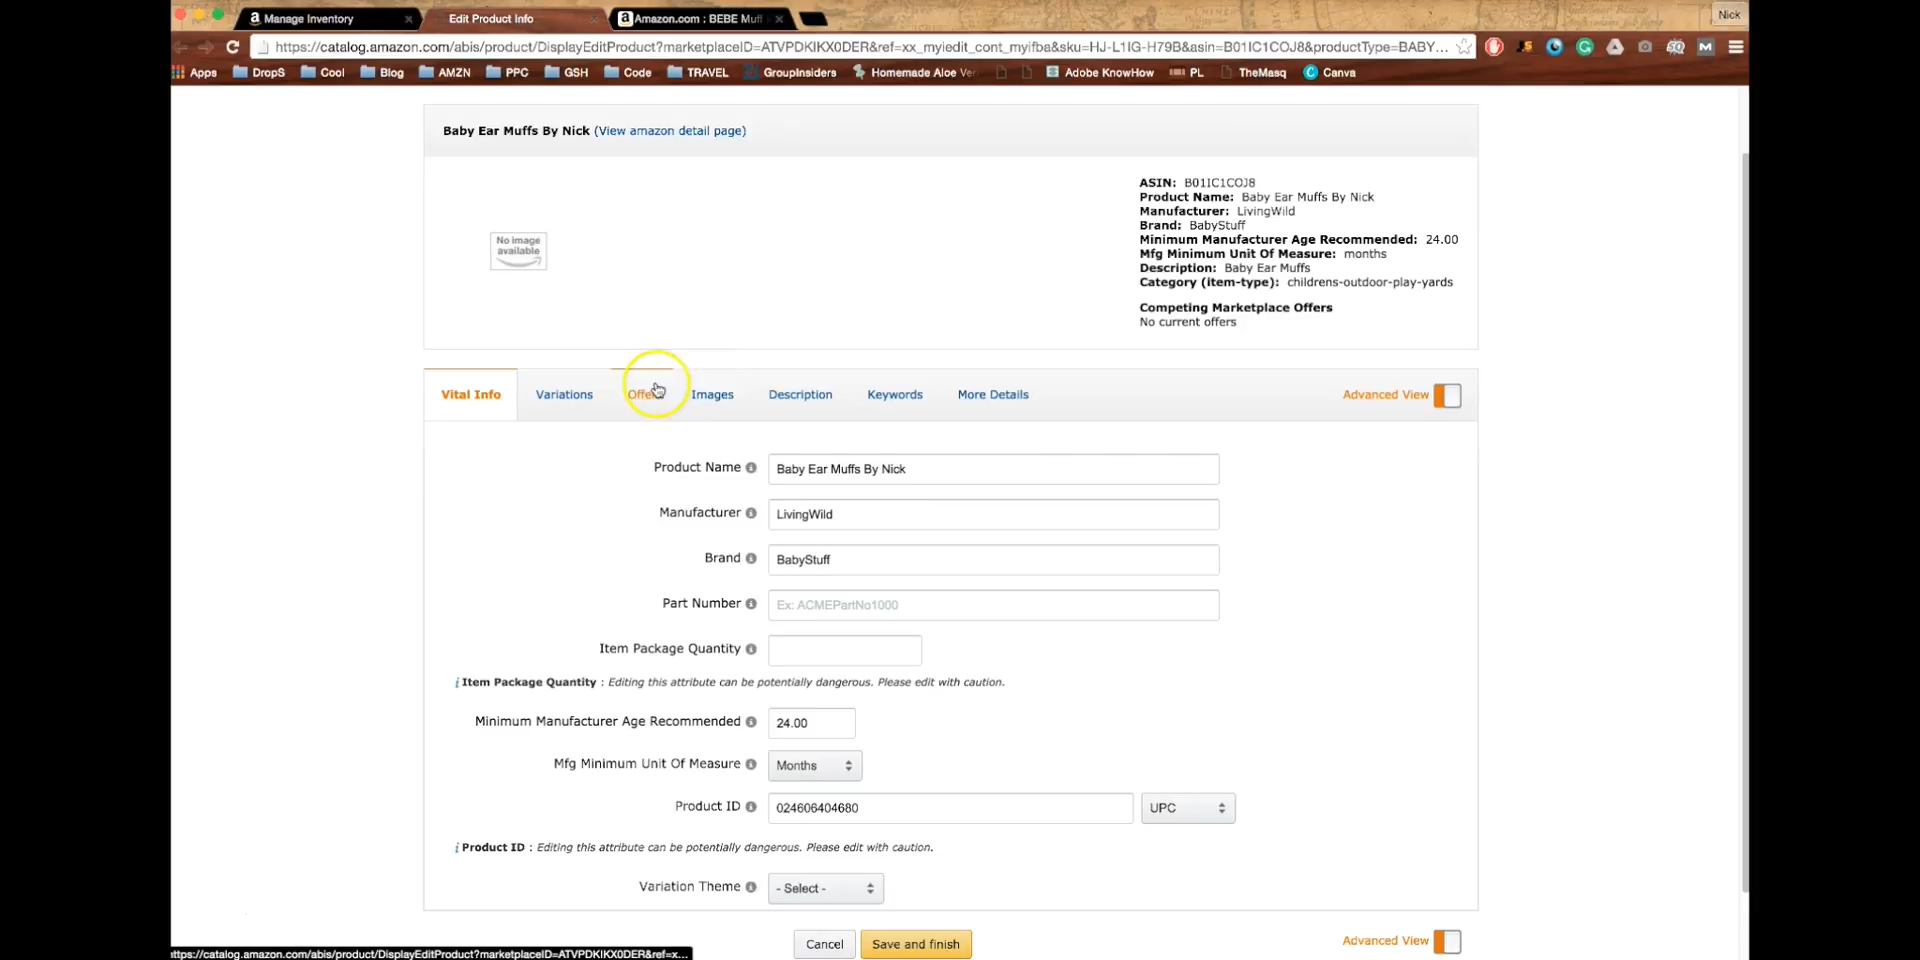 Manage Inventory
Edit Product Info
Amazon.com : BEBE Muff
Nick
https://catalog.amazon.com/abis/product/DisplayEditProduct?marketplaceID=ATVPDKIKX0DER&ref=xx_myiedit_cont_myifba&sku=HJ-L1IG-H79B&asin=B01IC1COJ8&productType=BABY...
Apps DropS Cool Blog AMZN PPC GSH Code TRAVEL GroupInsiders Homemade Aloe Ver Adobe KnowHow PL TheMasq Canva
Baby Ear Muffs By Nick (View amazon detail page)
No image
available
ASIN: B01IC1COJ8
Product Name: Baby Ear Muffs By Nick
Manufacturer: LivingWild
Brand: BabyStuff
Minimum Manufacturer Age Recommended: 24.00
Mfg Minimum Unit Of Measure: months
Description: Baby Ear Muffs
Category (item-type): childrens-outdoor-play-yards
Competing Marketplace Offers
No current offers
Vital Info Variations Offer Images Description Keywords More Details Advanced View
Product Name Baby Ear Muffs By Nick
Manufacturer LivingWild
Brand BabyStuff
Part Number Ex: ACMEPartNo1000
Item Package Quantity
Item Package Quantity : Editing this attribute can be potentially dangerous. Please edit with caution.
Minimum Manufacturer Age Recommended 24.00
Mfg Minimum Unit Of Measure Months
Product ID 024606404680 UPC
Product ID : Editing this attribute can be potentially dangerous. Please edit with caution.
Variation Theme - Select -
Cancel Save and finish Advanced View
https://catalog.amazon.com/abis/product/DisplayEditProduct?marketplaceID=ATVPDKIKX0DER&ref=x...